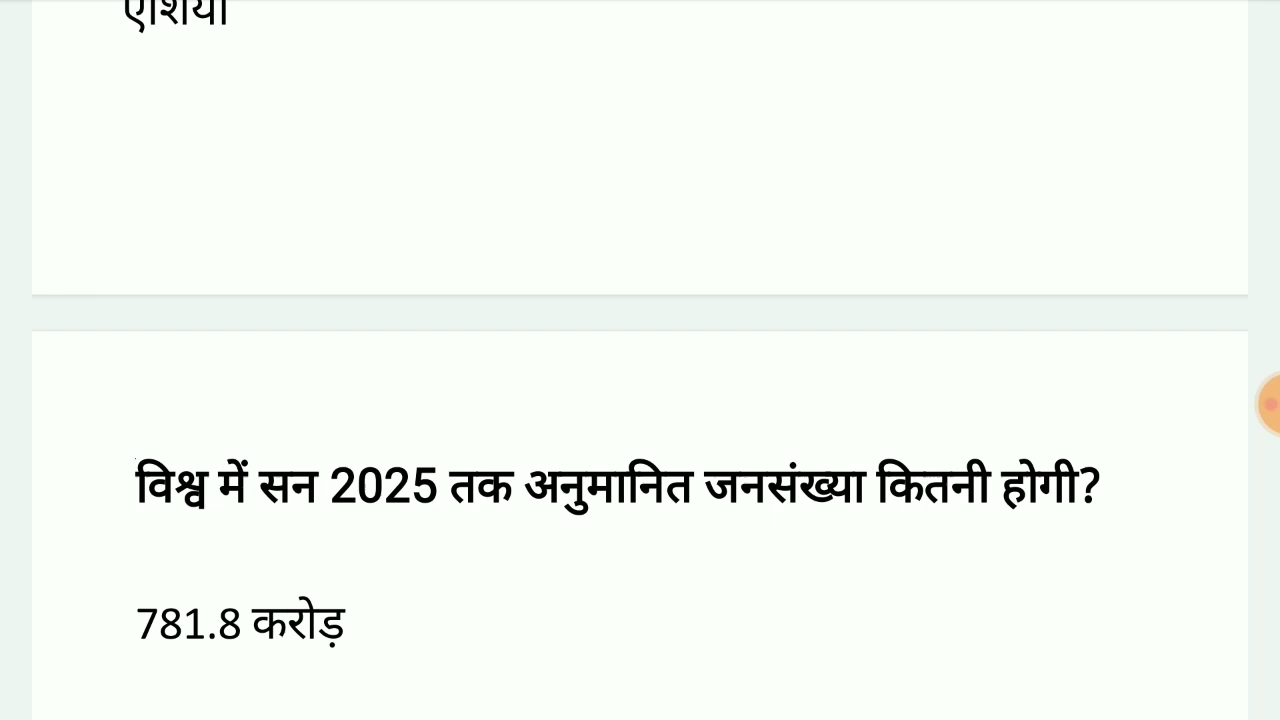 एशिया
विश्व में सन 2025 तक अनुमानित जनसंख्या कितनी होगी?
781.8 करोड़